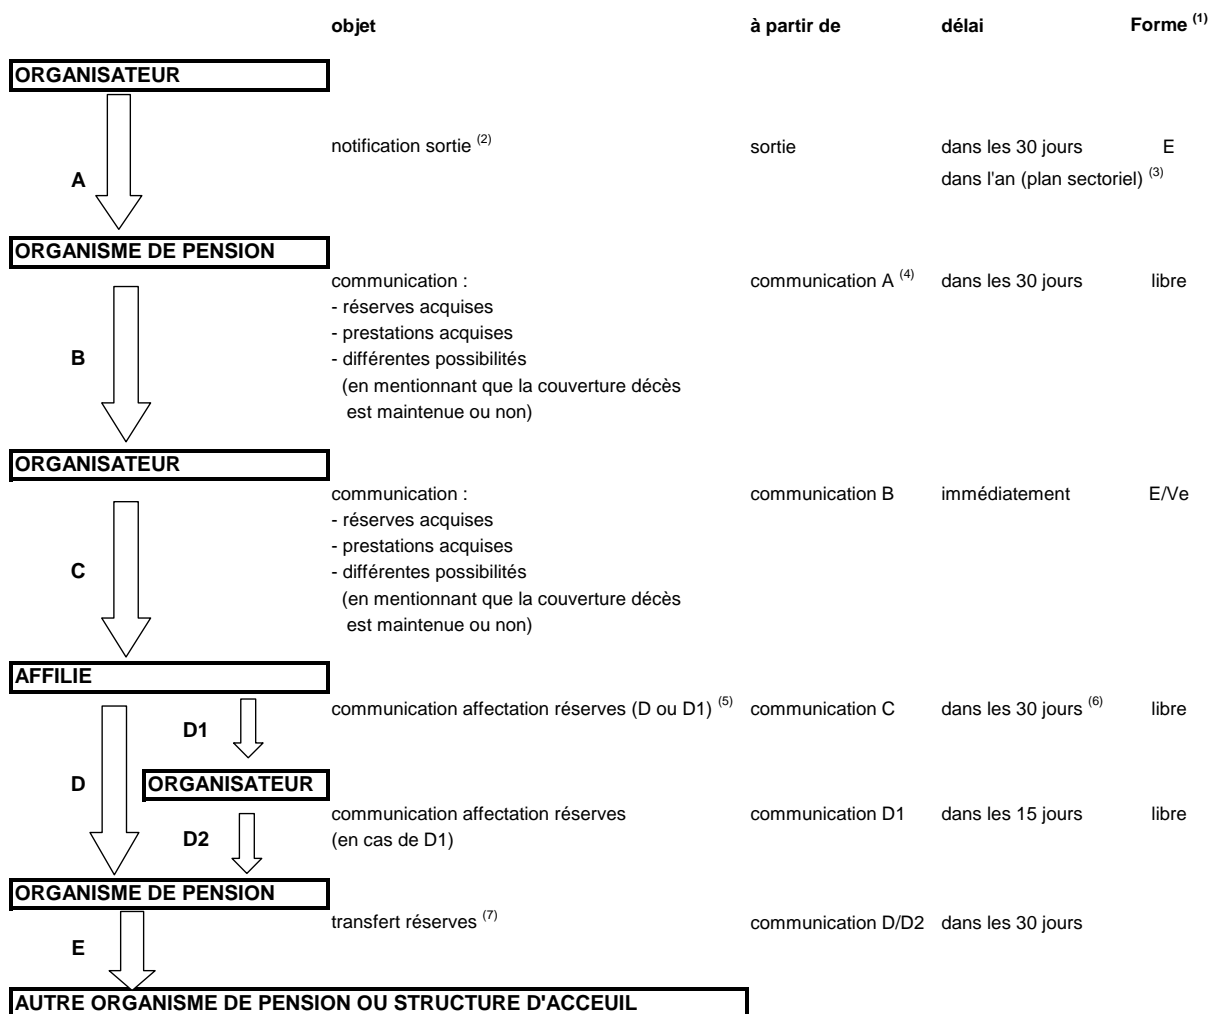 objet à partir de délai Forme (1)
ORGANISATEUR
notification sortie (2) sortie dans les 30 jours E
A dans l'an (plan sectoriel) (3)
ORGANISME DE PENSION
communication : communication A (4) dans les 30 jours libre
- réserves acquises
- prestations acquises
B - différentes possibilités
(en mentionnant que la couverture décès
est maintenue ou non)
ORGANISATEUR
communication : communication B immédiatement E/Ve
- réserves acquises
- prestations acquises
C - différentes possibilités
(en mentionnant que la couverture décès
est maintenue ou non)
AFFILIE
communication affectation réserves (D ou D1) (5) communication C dans les 30 jours (6) libre
D1
D ORGANISATEUR
communication affectation réserves communication D1 dans les 15 jours libre
D2 (en cas de D1)
ORGANISME DE PENSION
transfert réserves (7) communication D/D2 dans les 30 jours
E
AUTRE ORGANISME DE PENSION OU STRUCTURE D'ACCEUIL